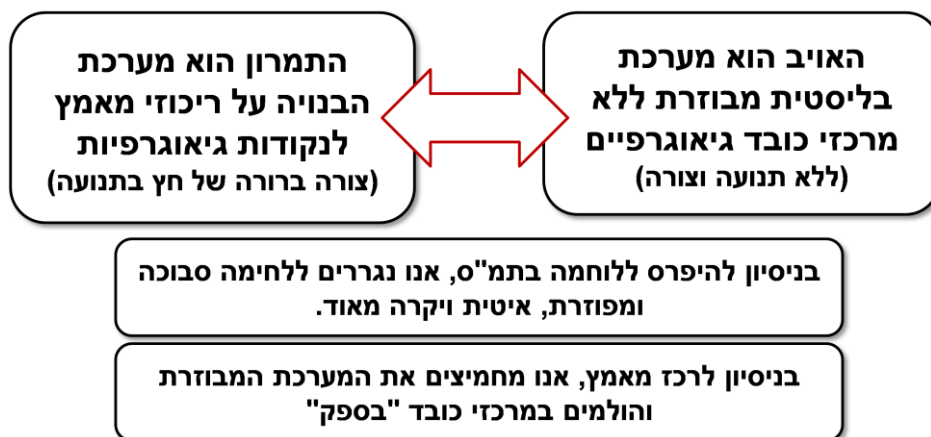 האויב הוא מערכת
בליסטית מבוזרת ללא
מרכזי כובד גיאוגרפיים
(ללא תנועה וצורה)
התמרון הוא מערכת
הבנויה על ריכוזי מאמץ
לנקודות גיאוגרפיות
(צורה ברורה של חץ בתנועה)
בניסיון להיפרס ללוחמה בתמ"ס, אנו נגררים ללחימה סבוכה
ומפוזרת, איטית ויקרה מאוד.
בניסיון לרכז מאמץ, אנו מחמיצים את המערכת המבוזרת
והולמים במרכזי כובד "בספק"